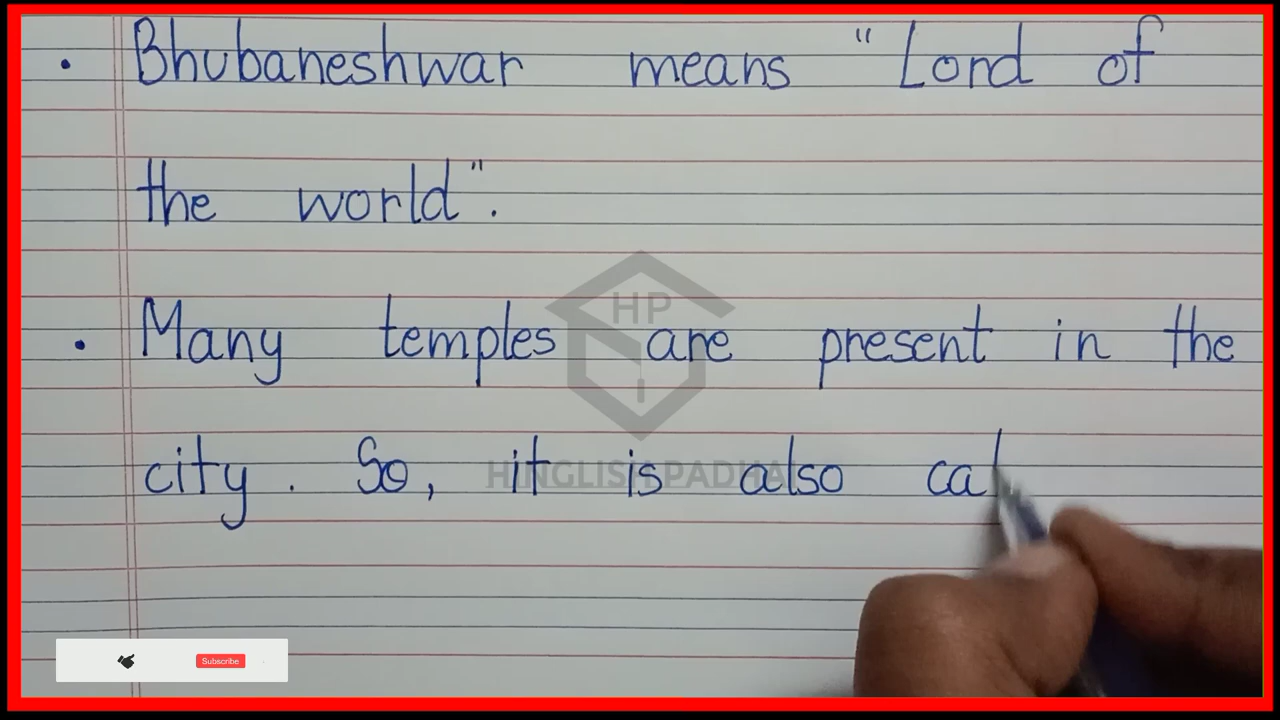 • Bhubaneshwar means "Lord of
the world".
HP
• Many temples are present in the
city. So, it is also cal
Subscribe